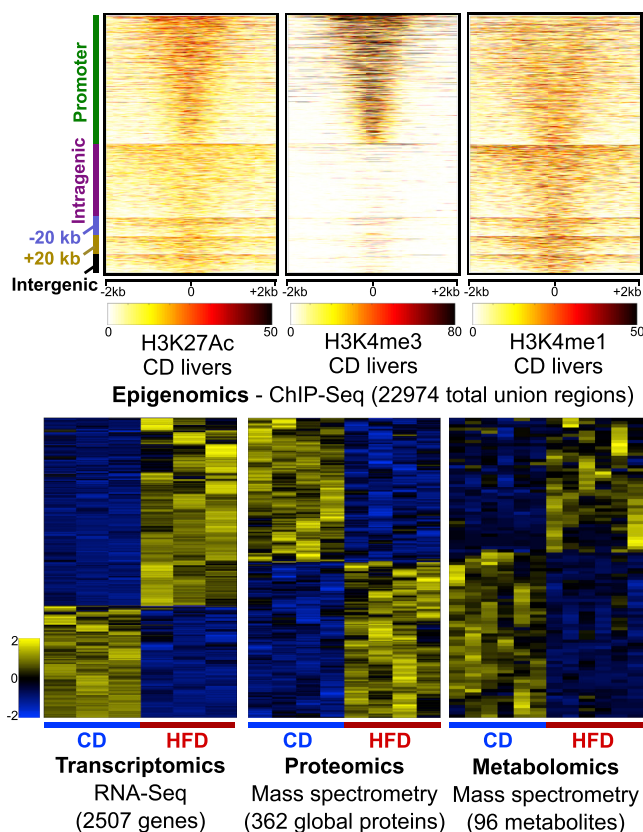 Promoter
Intragenic
-20 kb
+20 kb
Intergenic
-2kb 0 +2kb -2kb 0 +2kb -2kb 0 +2kb
0 50 0 80 0 50
H3K27Ac H3K4me3 H3K4me1
CD livers CD livers CD livers
Epigenomics - ChIP-Seq (22974 total union regions)
2
0
-2
CD HFD CD HFD CD HFD
Transcriptomics Proteomics Metabolomics
RNA-Seq Mass spectrometry Mass spectrometry
(2507 genes) (362 global proteins) (96 metabolites)